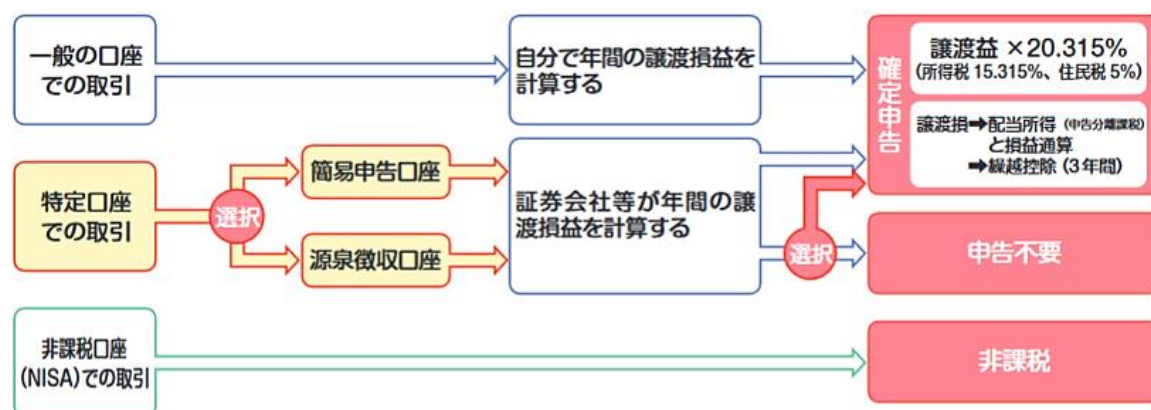 一般の口座
での取引
自分で年間の譲渡損益を
計算する
確定申告
譲渡益 ×20.315%
(所得税 15.315%、住民税 5%)
譲渡損➡配当所得 (申告分離課税)
と損益通算
➡繰越控除 (3年間)
特定口座
での取引
選択
簡易申告口座
源泉徴収口座
証券会社等が年間の譲
渡損益を計算する
選択
申告不要
非課税口座
(NISA)での取引
非課税